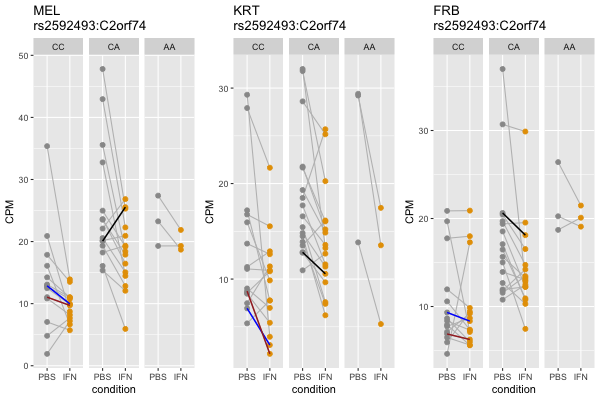 MEL
rs2592493:C2orf74
CC CA AA
50
40
30
20
10
0
CPM
PBS IFN PBS IFN PBS IFN
condition
KRT
rs2592493:C2orf74
CC CA AA
30
20
10
CPM
PBS IFN PBS IFN PBS IFN
condition
FRB
rs2592493:C2orf74
CC CA AA
30
20
10
CPM
PBS IFN PBS IFN PBS IFN
condition